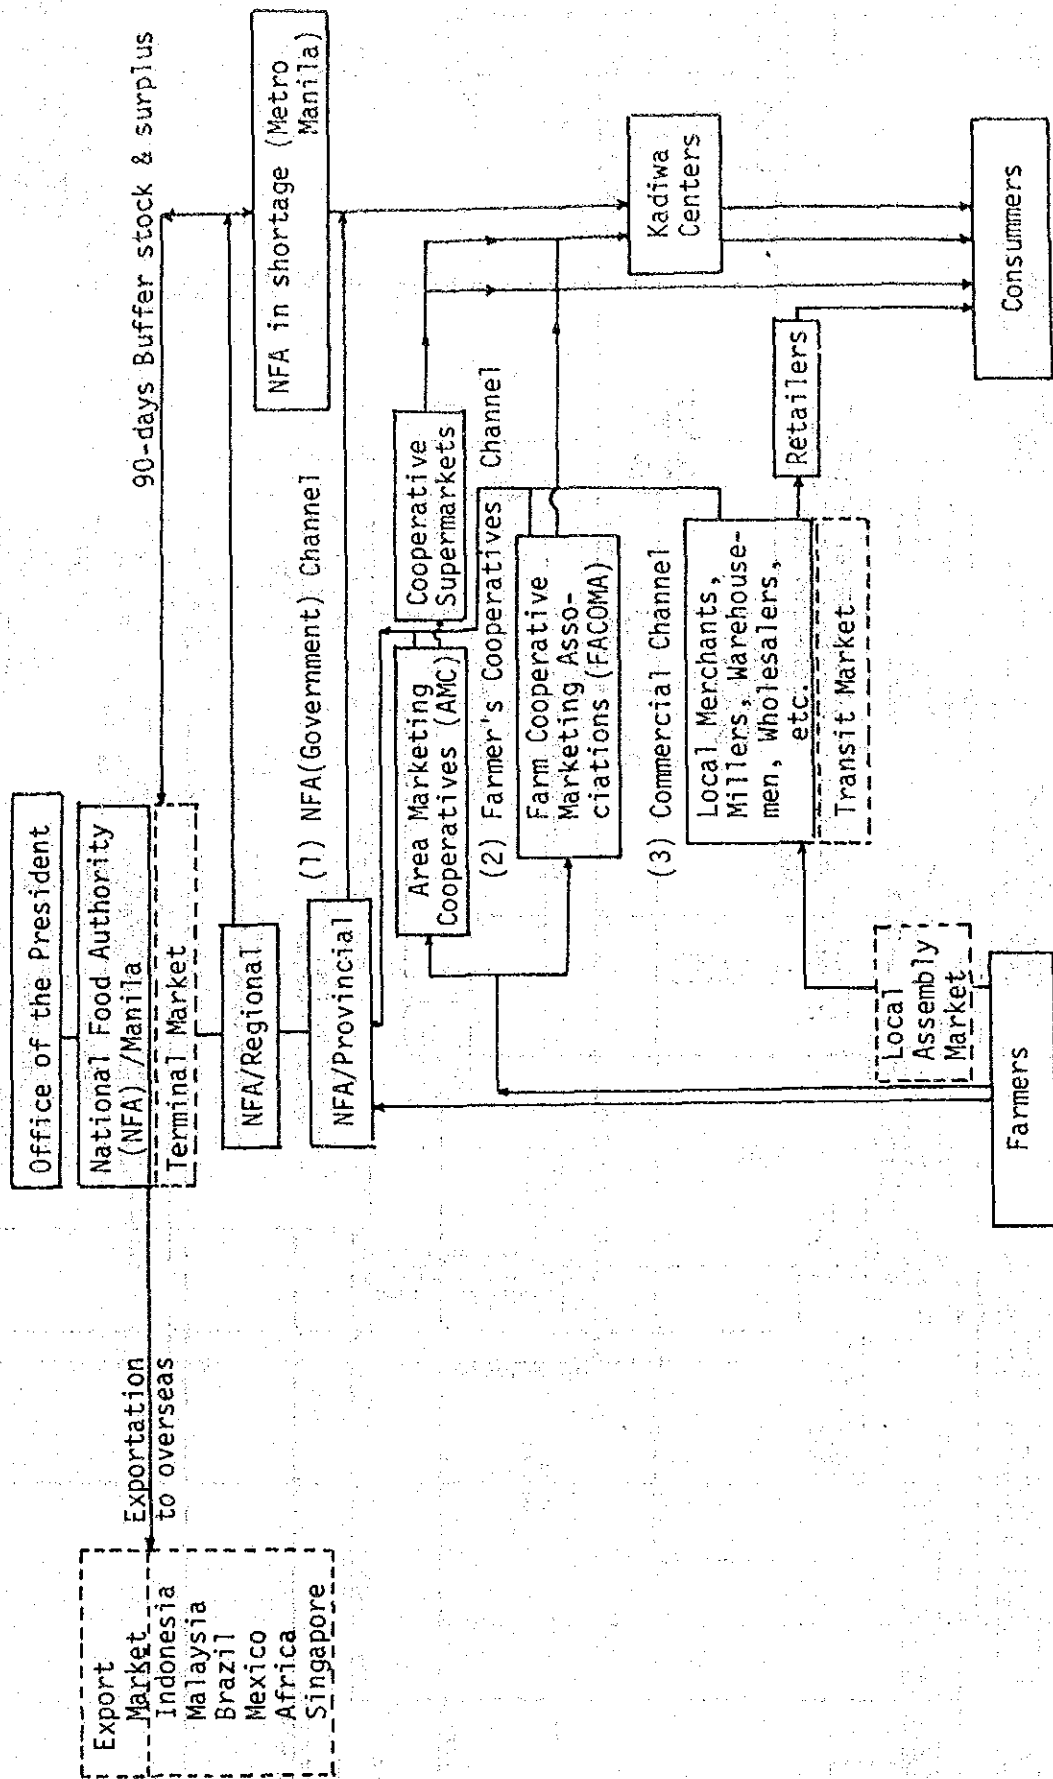 Office of the President
National Food Authority
(NFA) /Manila
Terminal Market
90-days Buffer stock & surplus
Exportation
to overseas
Export
Market
Indonesia
Malaysia
Brazil
Mexico
Africa
Singapore
NFA/Regional
NFA in shortage (Metro
Manila)
(1) NFA(Government) Channel
NFA/Provincial
Area Marketing
Cooperatives (AMC)
Cooperative
Supermarkets
(2) Farmer's Cooperatives Channel
Farm Cooperative
Marketing Asso-
ciations (FACOMA)
Kadiwa
Centers
(3) Commercial Channel
Local Merchants,
Millers, Warehouse-
men, Wholesalers,
etc.
Transit Market
Retailers
Local
Assembly
Market
Farmers
Consummers